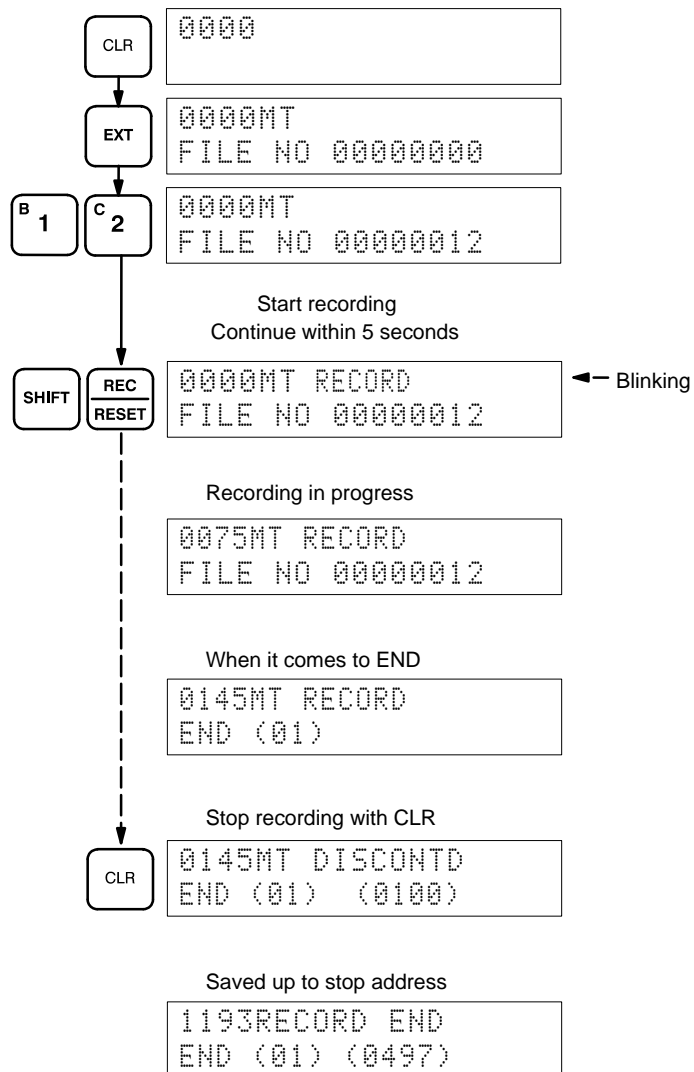 CLR
0000
EXT
0000MT
FILE NO 00000000
B 1
C 2
0000MT
FILE NO 00000012
Start recording
Continue within 5 seconds
SHIFT
REC
RESET
0000MT RECORD
FILE NO 00000012
Blinking
Recording in progress
0075MT RECORD
FILE NO 00000012
When it comes to END
0145MT RECORD
END (01)
Stop recording with CLR
CLR
0145MT DISCONTD
END (01) (0100)
Saved up to stop address
1193RECORD END
END (01) (0497)